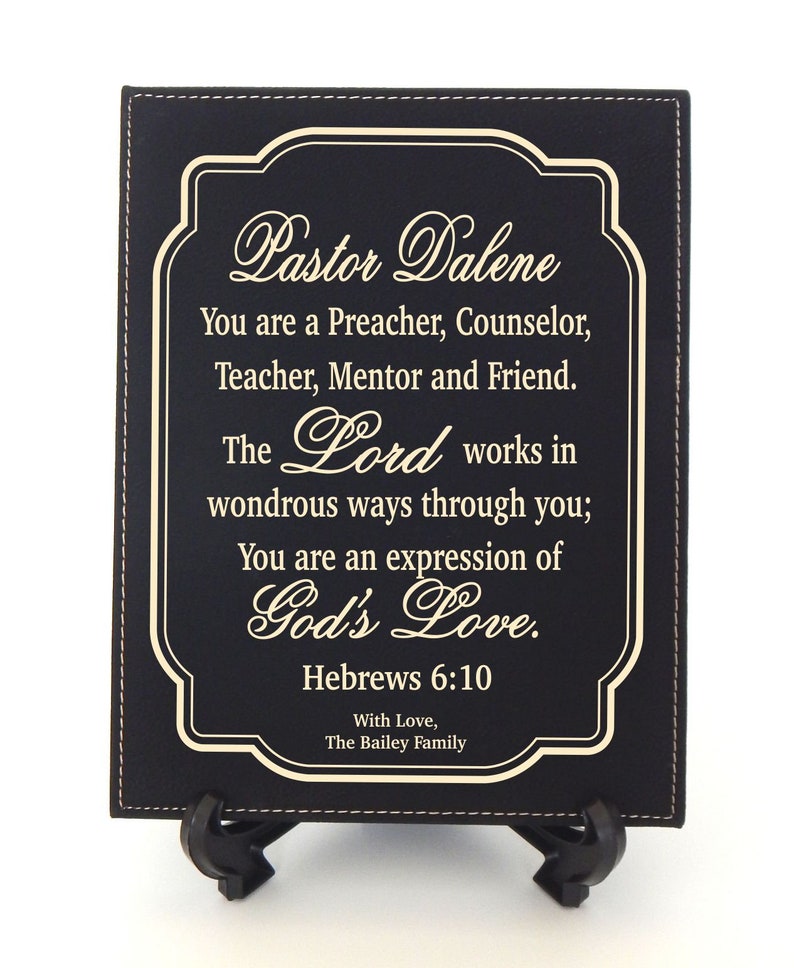 Pastor Dalene
You are a Preacher, Counselor,
Teacher, Mentor and Friend.
The Lord works in
wondrous ways through you;
You are an expression of
God's Love.
Hebrews 6:10
With Love,
The Bailey Family